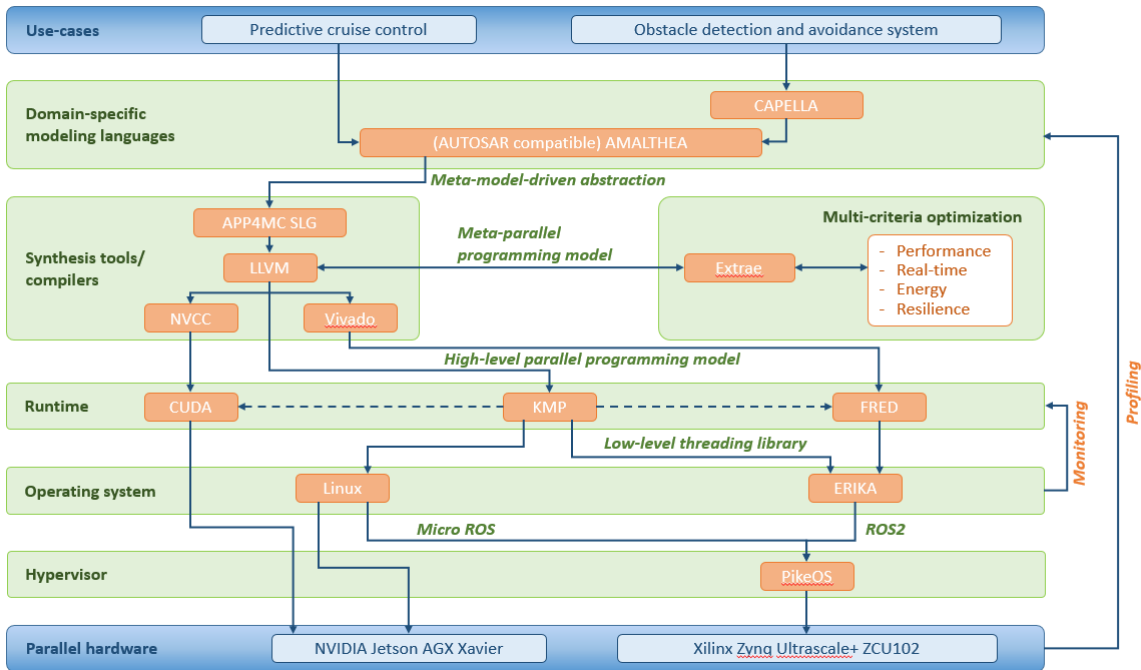 Use-cases
Predictive cruise control
Obstacle detection and avoidance system
Domain-specific
modeling languages
CAPELLA
(AUTOSAR compatible) AMALTHEA
Meta-model-driven abstraction
Synthesis tools/
compilers
APP4MC SLG
LLVM
NVCC
Vivado
Meta-parallel
programming model
Multi-criteria optimization
Extrae
- Performance
- Real-time
- Energy
- Resilience
High-level parallel programming model
Runtime
CUDA
KMP
FRED
Low-level threading library
Operating system
Linux
ERIKA
Micro ROS
ROS2
Hypervisor
PikeOS
Parallel hardware
NVIDIA Jetson AGX Xavier
Xilinx Zynq Ultrascale+ ZCU102
Monitoring
Profiling